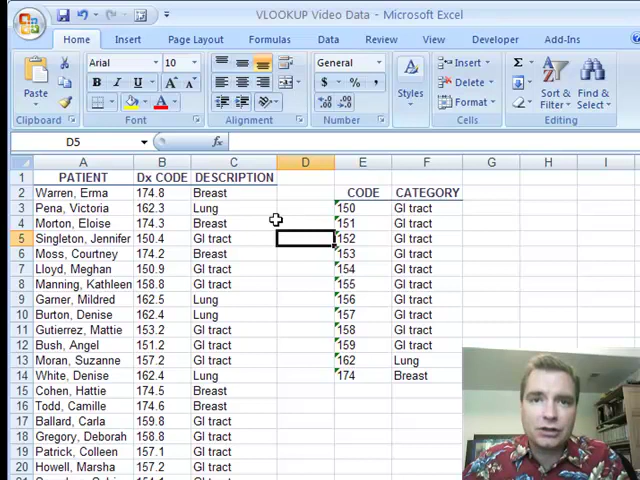 VLOOKUP Video Data - Microsoft Excel
Home Insert Page Layout Formulas Data Review View Developer Add-Ins
Arial 10 General Insert Σ
Paste B I U A A $ % , Styles Delete Sort & Filter Find & Select
A Format
Clipboard Font Alignment Number Cells Editing
D5 fx
A B C D E F G H I
1 PATIENT Dx CODE DESCRIPTION
2 Warren, Erma 174.8 Breast CODE CATEGORY
3 Pena, Victoria 162.3 Lung 150 GI tract
4 Morton, Eloise 174.3 Breast 151 GI tract
5 Singleton, Jennifer 150.4 GI tract 152 GI tract
6 Moss, Courtney 174.2 Breast 153 GI tract
7 Lloyd, Meghan 150.9 GI tract 154 GI tract
8 Manning, Kathleen 158.8 GI tract 155 GI tract
9 Garner, Mildred 162.5 Lung 156 GI tract
10 Burton, Denise 162.4 Lung 157 GI tract
11 Gutierrez, Mattie 153.2 GI tract 158 GI tract
12 Bush, Angel 151.2 GI tract 159 GI tract
13 Moran, Suzanne 157.2 GI tract 162 Lung
14 White, Denise 162.4 Lung 174 Breast
15 Cohen, Hattie 174.5 Breast
16 Todd, Camille 174.6 Breast
17 Ballard, Carla 159.8 GI tract
18 Gregory, Deborah 158.8 GI tract
19 Patrick, Colleen 157.1 GI tract
20 Howell, Marsha 157.2 GI tract
21